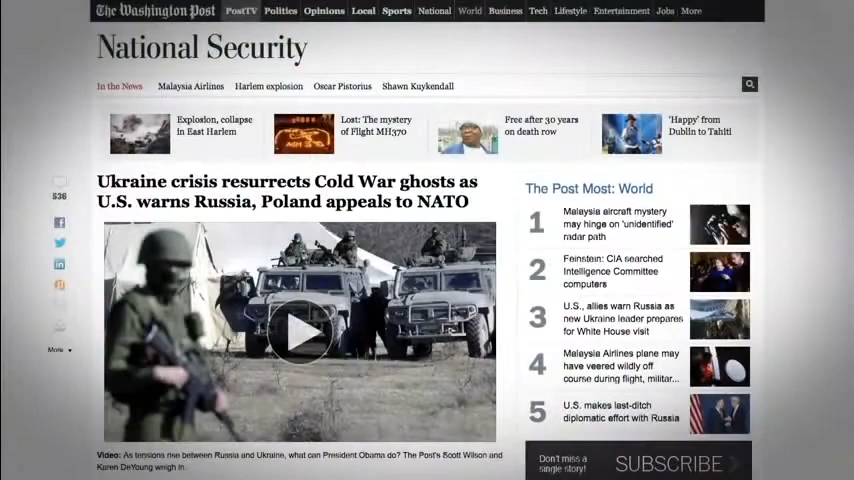 The Washington Post PostTV Politics Opinions Local Sports National World Business Tech Lifestyle Entertainment Jobs More
National Security
In the News Malaysia Airlines Harlem explosion Oscar Pistorius Shawn Kuykendall
Explosion, collapse
in East Harlem
Lost: The mystery
of Flight MH370
Free after 30 years
on death row
'Happy' from
Dublin to Tahiti
536
More
Ukraine crisis resurrects Cold War ghosts as
U.S. warns Russia, Poland appeals to NATO
Video: As tensions rise between Russia and Ukraine, what can President Obama do? The Post's Scott Wilson and
Karen DeYoung weigh in.
The Post Most: World
1
Malaysia aircraft mystery
may hinge on 'unidentified'
radar path
2
Feinstein: CIA searched
Intelligence Committee
computers
3
U.S., allies warn Russia as
new Ukraine leader prepares
for White House visit
4
Malaysia Airlines plane may
have veered wildly off
course during flight, militar...
5
U.S. makes last-ditch
diplomatic effort with Russia
Don't miss a
single story!
SUBSCRIBE